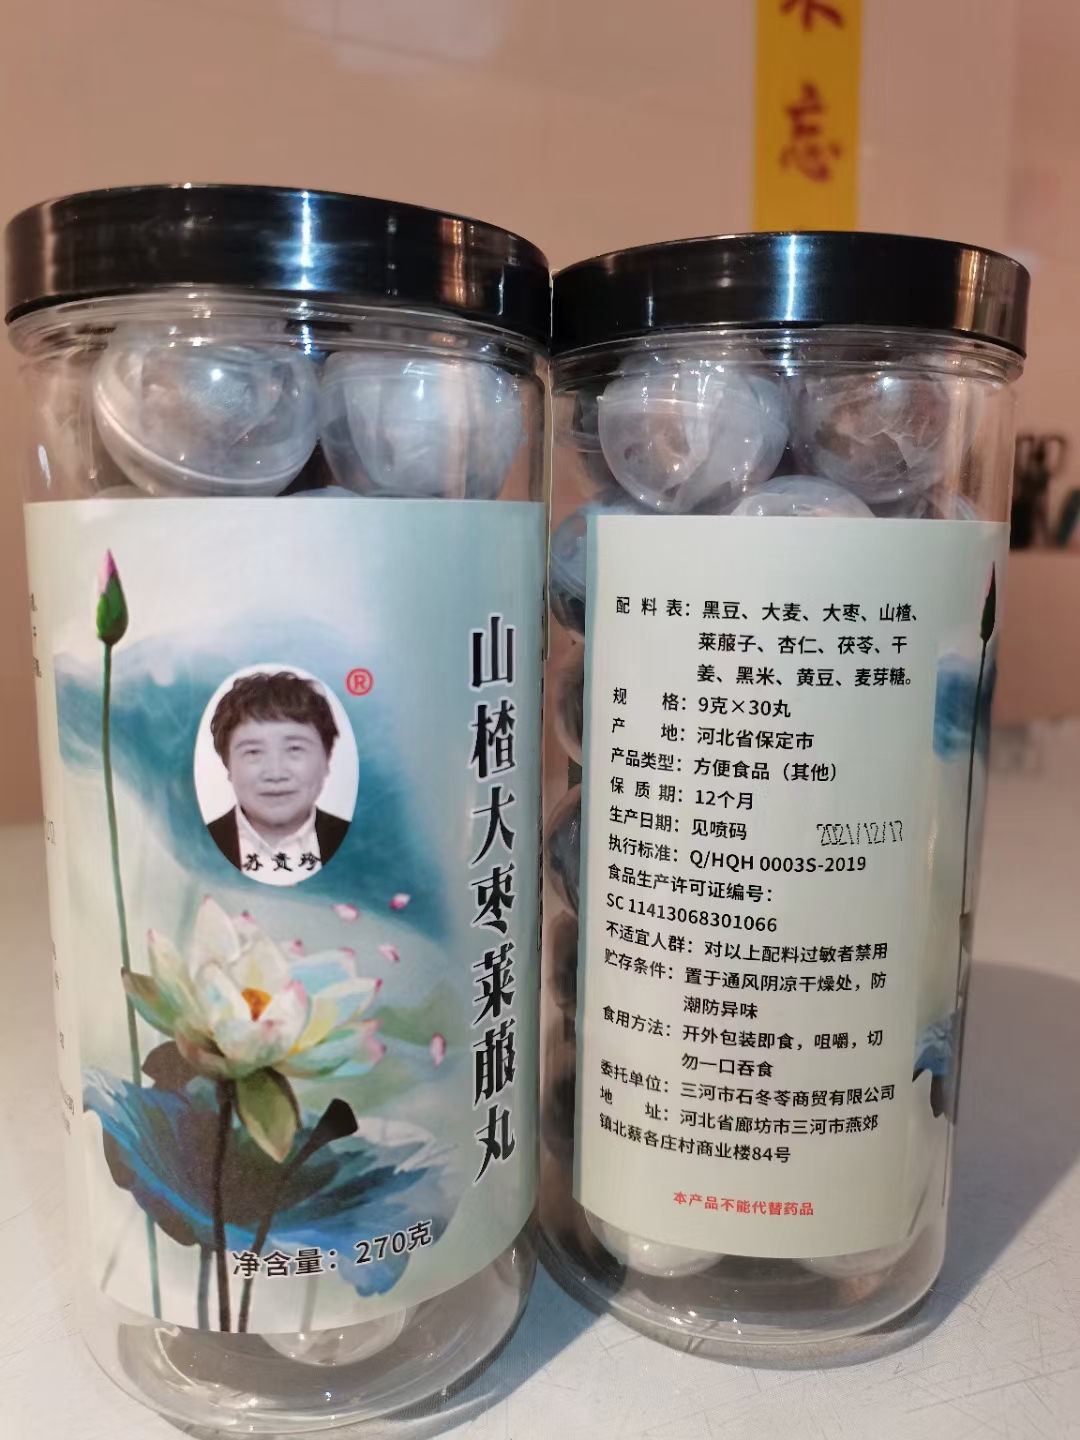 忘
®
苏贵珍
山楂大枣莱菔丸
净含量：270克
配料表：黑豆、大麦、大枣、山楂、
莱菔子、杏仁、茯苓、干
姜、黑米、黄豆、麦芽糖。
规格：9克×30丸
产地：河北省保定市
产品类型：方便食品（其他）
保质期：12个月
生产日期：见喷码 2021/12/17
执行标准：Q/HQH 0003S-2019
食品生产许可证编号：
SC 11413068301066
不适宜人群：对以上配料过敏者禁用
贮存条件：置于通风阴凉干燥处，防
潮防异味
食用方法：开外包装即食，咀嚼，切
勿一口吞食
委托单位：三河市石冬苓商贸有限公司
地址：河北省廊坊市三河市燕郊
镇北蔡各庄村商业楼84号
本产品不能代替药品